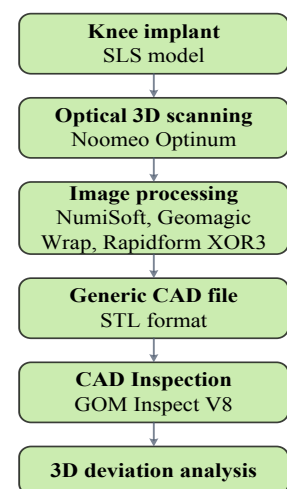 Knee implant
SLS model
Optical 3D scanning
Noomeo Optinum
Image processing
NumiSoft, Geomagic
Wrap, Rapidform XOR3
Generic CAD file
STL format
CAD Inspection
GOM Inspect V8
3D deviation analysis